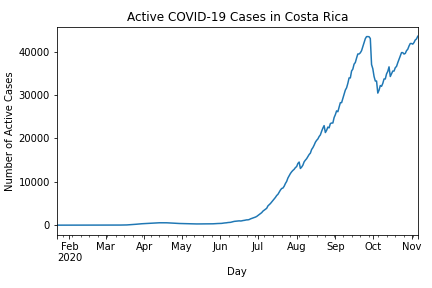 Active COVID-19 Cases in Costa Rica
Number of Active Cases
40000
30000
20000
10000
0
Feb Mar Apr May Jun Jul Aug Sep Oct Nov
2020
Day